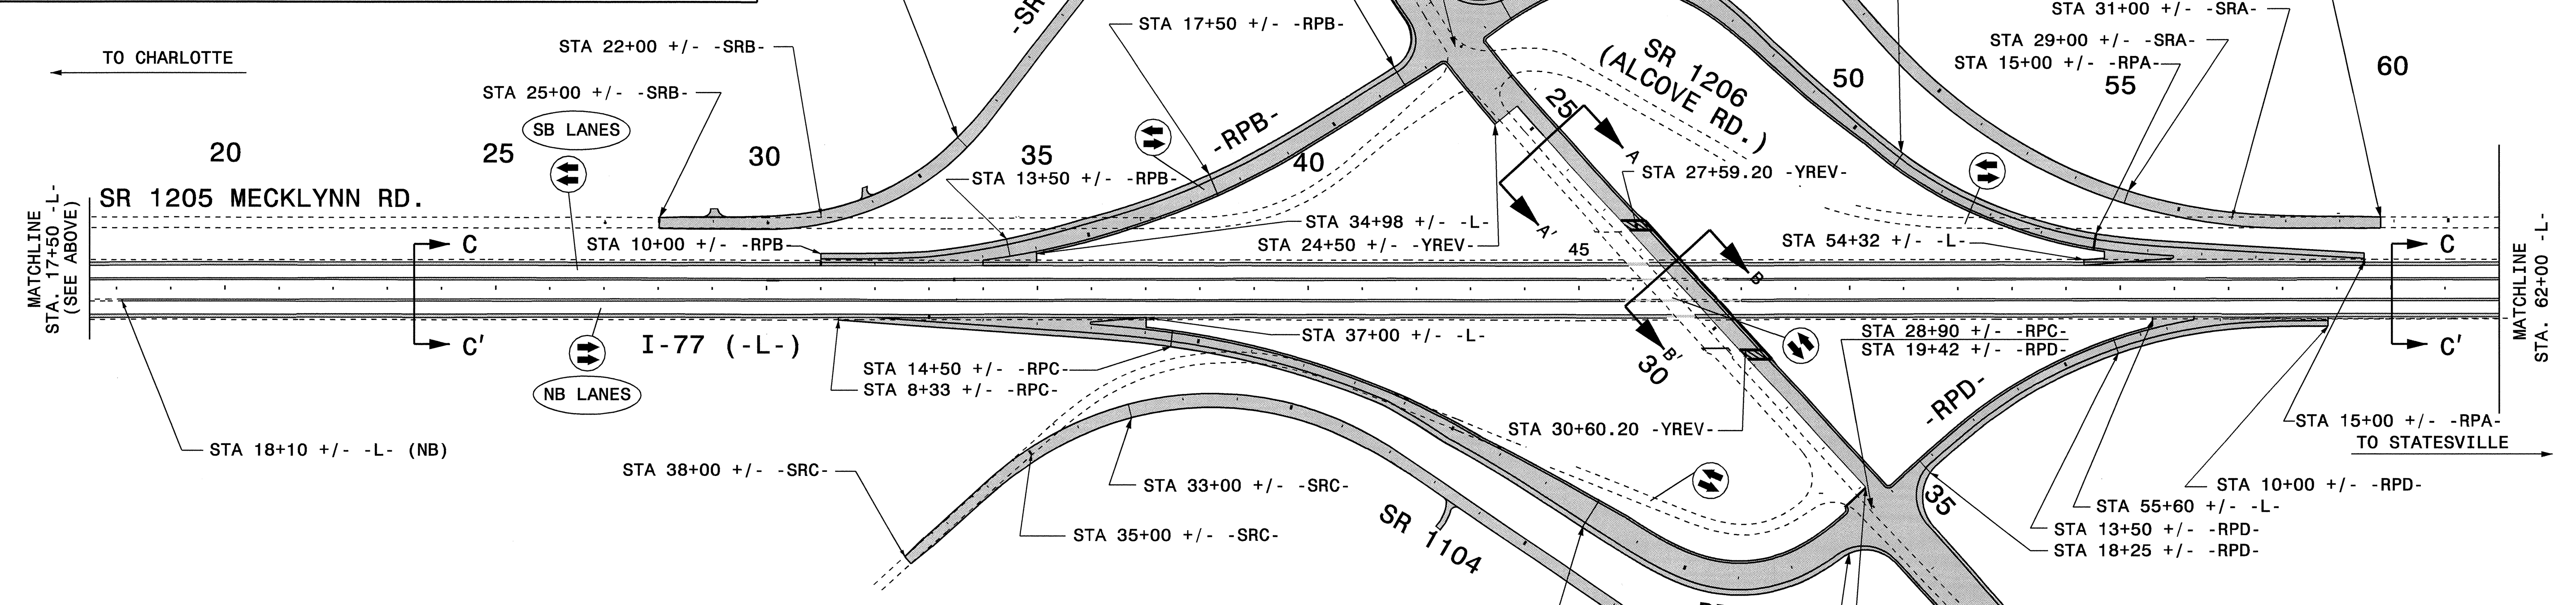 STA 31+00 +/- -SRA-
STA 17+50 +/- -RPB-
STA 22+00 +/- -SRB-
STA 29+00 +/- -SRA-
TO CHARLOTTE
STA 15+00 +/- -RPA-
SR 1206
(ALCOVE RD.)
STA 25+00 +/- -SRB-
SB LANES
20
25
30
35
40
25
50
55
60
-RPB-
A
A'
STA 13+50 +/- -RPB-
STA 27+59.20 -YREV-
SR 1205 MECKLYNN RD.
MATCHLINE
STA. 17+50 -L-
(SEE ABOVE)
STA 34+98 +/- -L-
STA 10+00 +/- -RPB-
STA 24+50 +/- -YREV-
45
STA 54+32 +/- -L-
C
C
B
B'
MATCHLINE
STA. 62+00 -L-
C'
C'
I-77 (-L-)
STA 37+00 +/- -L-
STA 28+90 +/- -RPC-
STA 19+42 +/- -RPD-
STA 14+50 +/- -RPC-
STA 8+33 +/- -RPC-
30
NB LANES
-RPD-
STA 15+00 +/- -RPA-
STA 30+60.20 -YREV-
TO STATESVILLE
STA 18+10 +/- -L- (NB)
STA 38+00 +/- -SRC-
STA 33+00 +/- -SRC-
STA 10+00 +/- -RPD-
35
STA 55+60 +/- -L-
SR 1104
STA 13+50 +/- -RPD-
STA 35+00 +/- -SRC-
STA 18+25 +/- -RPD-